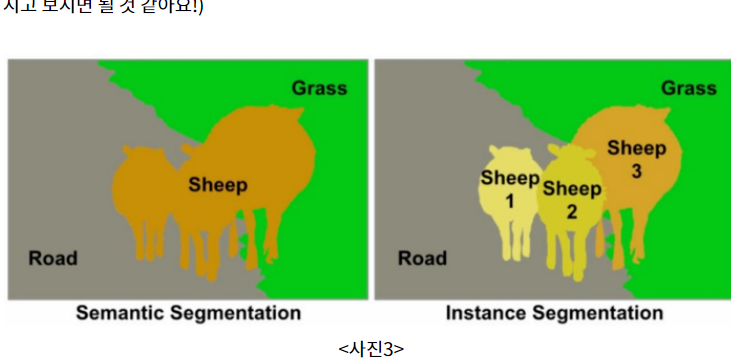 지고 보시면 될 것 같아요!)
Grass
Sheep
Road
Semantic Segmentation
Grass
Sheep 1
Sheep 2
Sheep 3
Road
Instance Segmentation
<사진3>